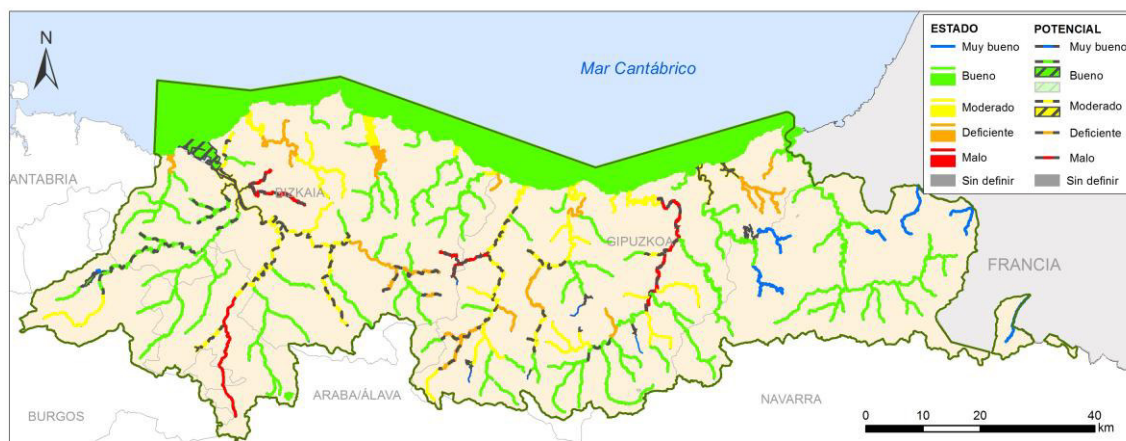 N
Mar Cantábrico
ESTADO
POTENCIAL
Muy bueno
Muy bueno
Bueno
Bueno
Moderado
Moderado
Deficiente
Deficiente
Malo
Malo
Sin definir
Sin definir
ANTABRIA
BIZKAIA
GIPUZKOA
FRANCIA
ARABA/ÁLAVA
NAVARRA
BURGOS
0 10 20 40
km